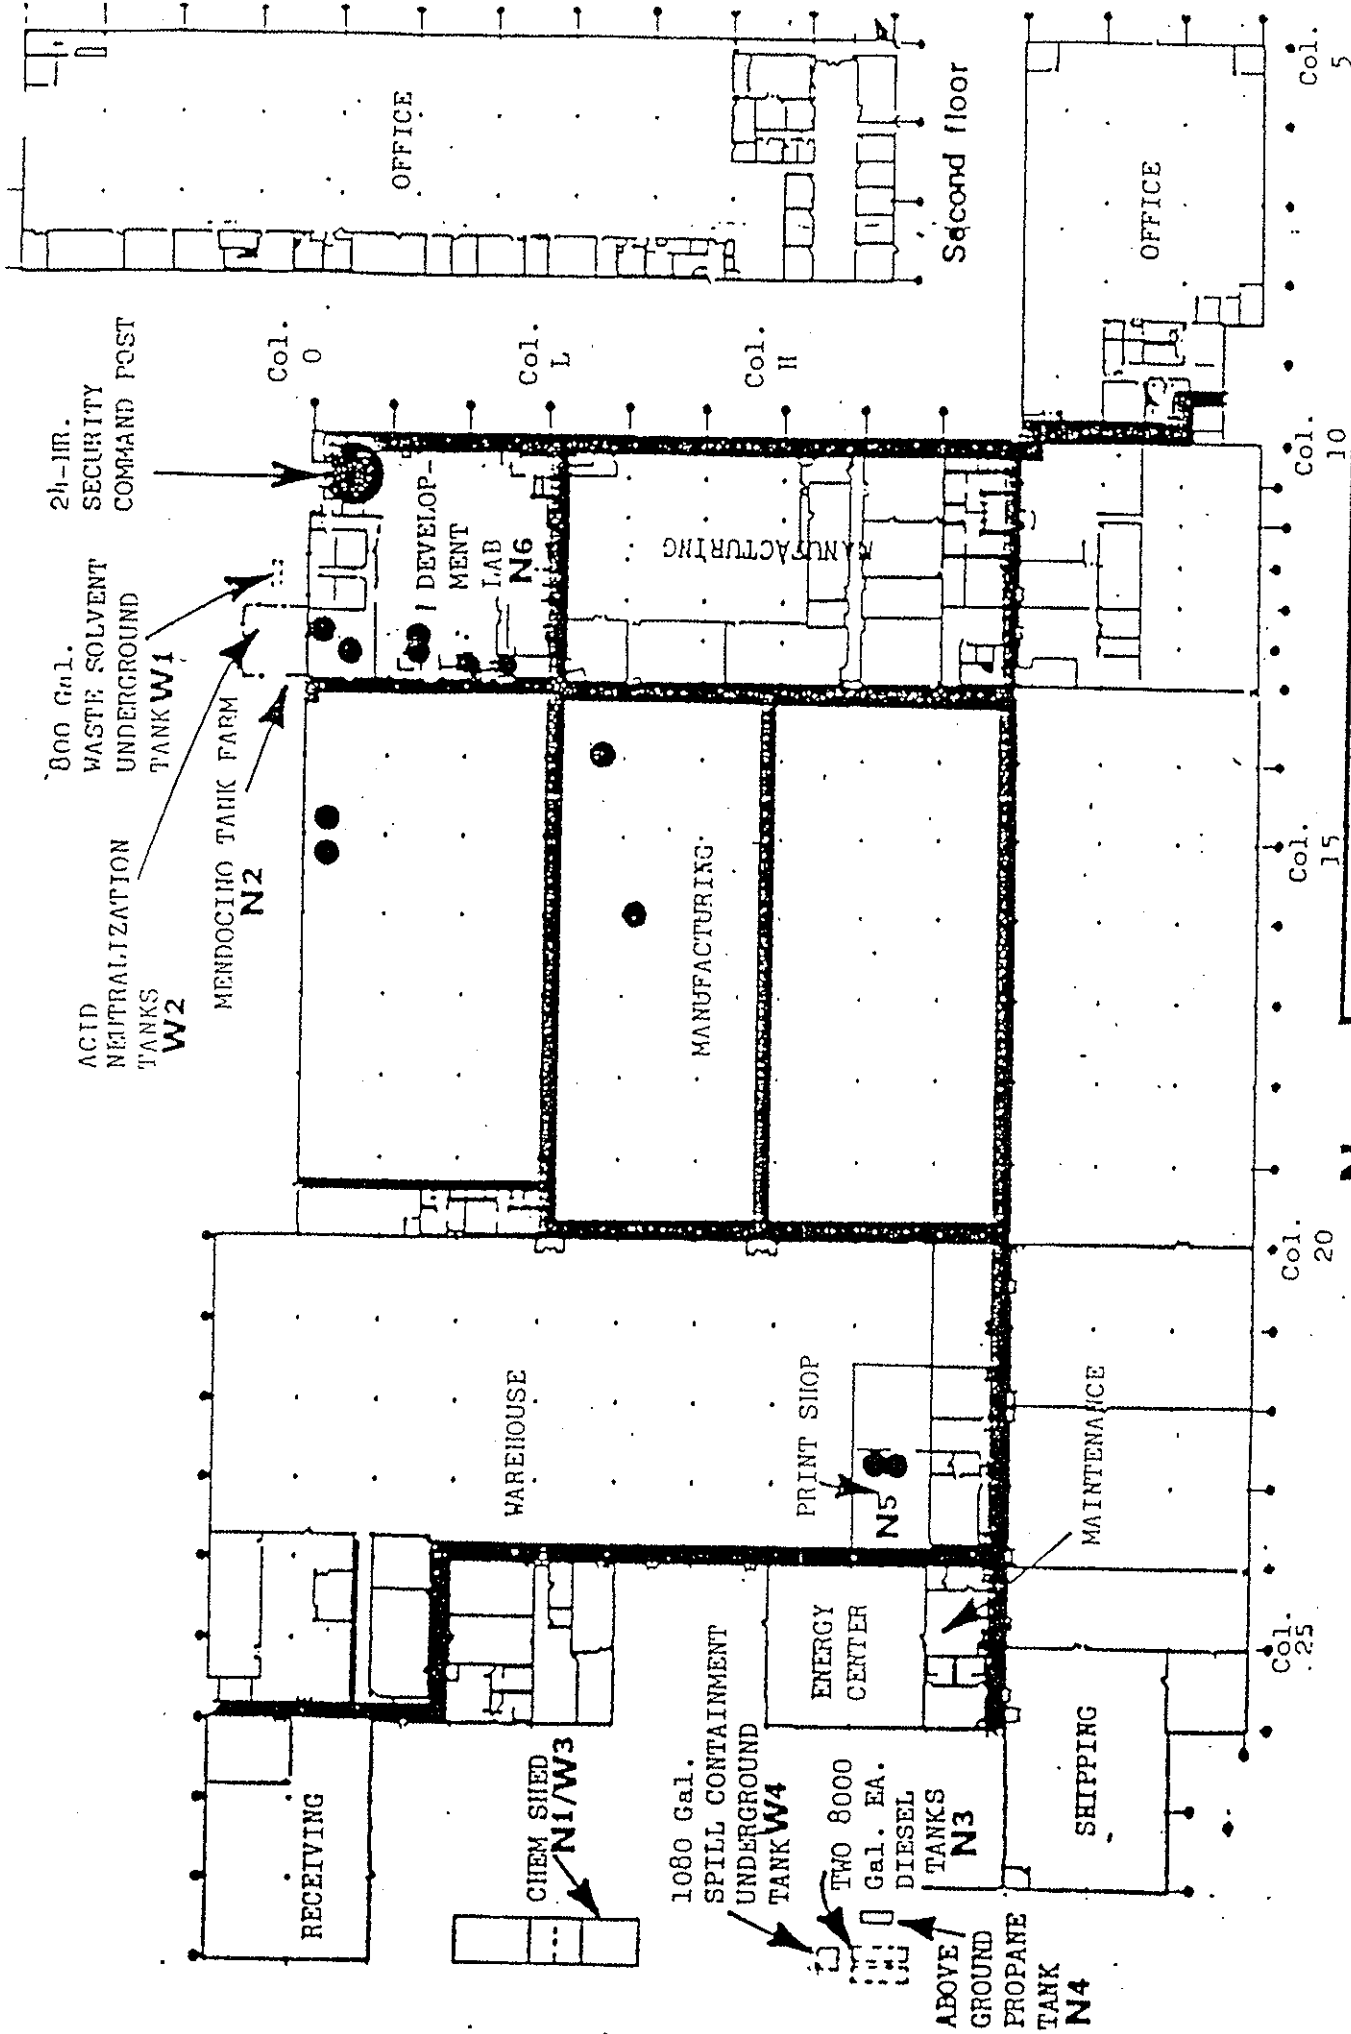 OFFICE
Second floor
OFFICE
Col.
5
24-HR.
SECURITY
COMMAND POST
Col.
O
Col.
L
Col.
H
800 Gal.
WASTE SOLVENT
UNDERGROUND
TANK W1
DEVELOP-
MENT
LAB
N6
MANUFACTURING
Col.
10
ACID
NEUTRALIZATION
TANKS
W2
MENDOCINO TANK FARM
N2
MANUFACTURING
Col.
15
Col.
20
WAREHOUSE
PRINT SHOP
N5
MAINTENANCE
ENERGY
CENTER
Col.
25
RECEIVING
CHEM SHED
N1/W3
1080 Gal.
SPILL CONTAINMENT
UNDERGROUND
TANK W4
TWO 8000
Gal. EA.
DIESEL
TANKS
N3
SHIPPING
ABOVE
GROUND
PROPANE
TANK
N4